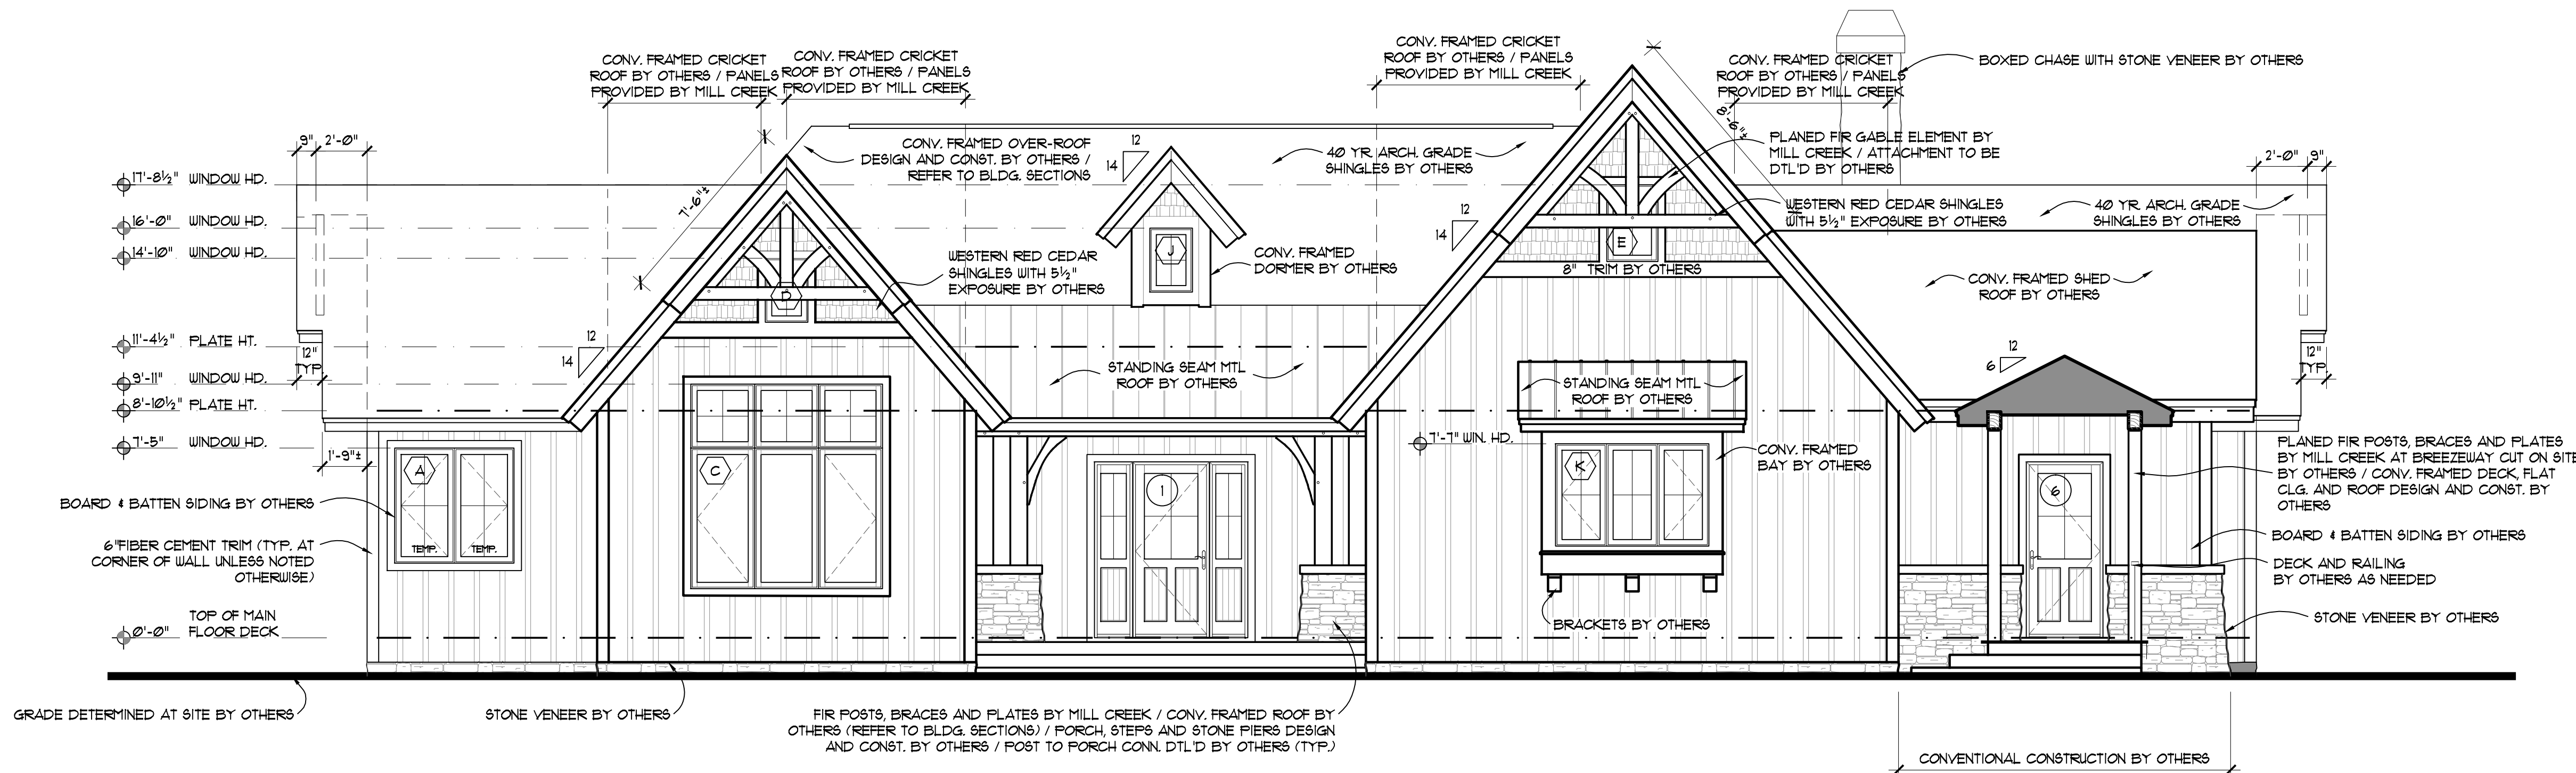 CONV. FRAMED CRICKET
ROOF BY OTHERS / PANELS
PROVIDED BY MILL CREEK
CONV. FRAMED CRICKET
ROOF BY OTHERS / PANELS
PROVIDED BY MILL CREEK
CONV. FRAMED CRICKET
ROOF BY OTHERS / PANELS
PROVIDED BY MILL CREEK
CONV. FRAMED CRICKET
ROOF BY OTHERS / PANELS
PROVIDED BY MILL CREEK
BOXED CHASE WITH STONE VENEER BY OTHERS
9" 2'-0"
7'-6"±
CONV. FRAMED OVER-ROOF
DESIGN AND CONST. BY OTHERS /
REFER TO BLDG. SECTIONS
12
14
40 YR. ARCH. GRADE
SHINGLES BY OTHERS
8'-6"±
PLANED FIR GABLE ELEMENT BY
MILL CREEK / ATTACHMENT TO BE
DTL'D BY OTHERS
2'-0" 9"
17'-8½" WINDOW HD.
16'-0" WINDOW HD.
14'-10" WINDOW HD.
11'-4½" PLATE HT.
9'-11" WINDOW HD.
8'-10½" PLATE HT.
7'-5" WINDOW HD.
12"
TYP.
1'-9"±
12
14
WESTERN RED CEDAR
SHINGLES WITH 5½"
EXPOSURE BY OTHERS
D
J
CONV. FRAMED
DORMER BY OTHERS
12
14
E
8" TRIM BY OTHERS
WESTERN RED CEDAR SHINGLES
WITH 5½" EXPOSURE BY OTHERS
40 YR. ARCH. GRADE
SHINGLES BY OTHERS
CONV. FRAMED SHED
ROOF BY OTHERS
12
6
12"
TYP.
STANDING SEAM MTL
ROOF BY OTHERS
STANDING SEAM MTL
ROOF BY OTHERS
7'-7" WIN. HD.
CONV. FRAMED
BAY BY OTHERS
A
TEMP. TEMP.
C
1
K
6
PLANED FIR POSTS, BRACES AND PLATES
BY MILL CREEK AT BREEZEWAY CUT ON SITE
BY OTHERS / CONV. FRAMED DECK, FLAT
CLG. AND ROOF DESIGN AND CONST. BY
OTHERS
BOARD & BATTEN SIDING BY OTHERS
6"FIBER CEMENT TRIM (TYP. AT
CORNER OF WALL UNLESS NOTED
OTHERWISE)
BOARD & BATTEN SIDING BY OTHERS
DECK AND RAILING
BY OTHERS AS NEEDED
STONE VENEER BY OTHERS
BRACKETS BY OTHERS
TOP OF MAIN
0'-0" FLOOR DECK
GRADE DETERMINED AT SITE BY OTHERS
STONE VENEER BY OTHERS
FIR POSTS, BRACES AND PLATES BY MILL CREEK / CONV. FRAMED ROOF BY
OTHERS (REFER TO BLDG. SECTIONS) / PORCH, STEPS AND STONE PIERS DESIGN
AND CONST. BY OTHERS / POST TO PORCH CONN. DTL'D BY OTHERS (TYP.)
CONVENTIONAL CONSTRUCTION BY OTHERS